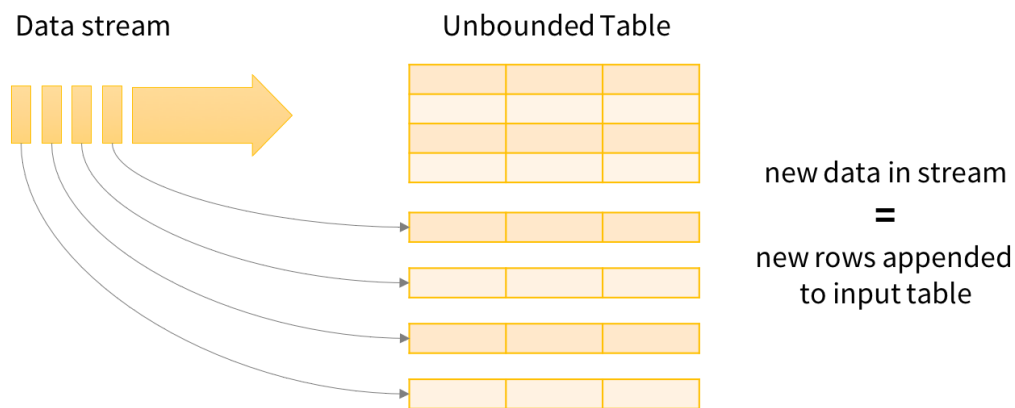 Data stream
Unbounded Table
new data in stream
=
new rows appended
to input table